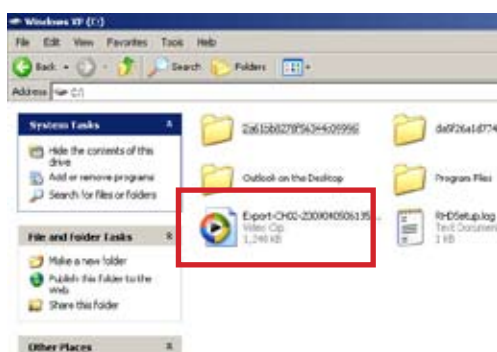 Windows XP (C:)
File Edit View Favorites Tools Help
Back Search Folders
Address C:\
System Tasks
Hide the contents of this
drive
Add or remove programs
Search for files or folders
File and Folder Tasks
Make a new folder
Publish this folder to the
web
Share this folder
Other Places
Outlook on the Desktop
Program Files
Video Clip
1,240 KB
RHDSetup.log
Text Document
1 KB